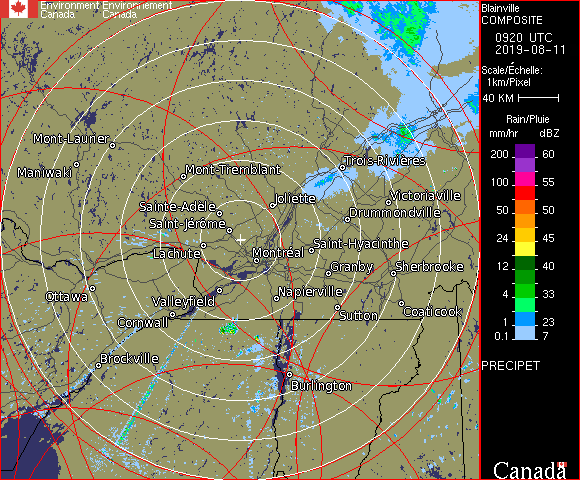 Environment Environnement
Canada Canada
Blainville
COMPOSITE
0920 UTC
2019-08-11
Scale/Échelle:
1km/Pixel
40 KM
Rain/Pluie
mm/hr dBZ
200 60
100 55
50 50
24 45
12 40
4 33
1 23
0.1 7
PRECIPET
Canada
Mont-Laurier
Maniwaki
Mont-Tremblant
Trois-Rivières
Sainte-Adèle
Joliette
Victoriaville
Drummondville
Saint-Jérôme
Lachute
Montréal
Saint-Hyacinthe
Granby
Sherbrooke
Ottawa
Valleyfield
Napierville
Cornwall
Sutton
Coaticook
Brockville
Burlington